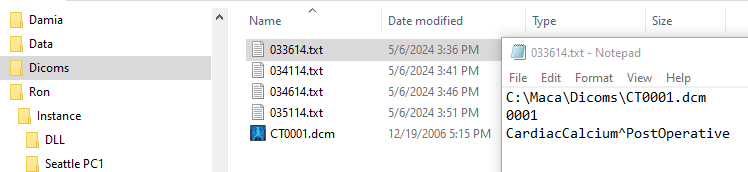 Damia
Data
Dicoms
Ron
Instance
DLL
Seattle PC1
Name
Date modified
Type
Size
033614.txt
5/6/2024 3:36 PM
034114.txt
5/6/2024 3:41 PM
034614.txt
5/6/2024 3:46 PM
035114.txt
5/6/2024 3:51 PM
CT0001.dcm
12/19/2006 5:15 PM
033614.txt - Notepad
File Edit Format View Help
C:\Maca\Dicoms\CT0001.dcm
0001
CardiacCalcium^PostOperative